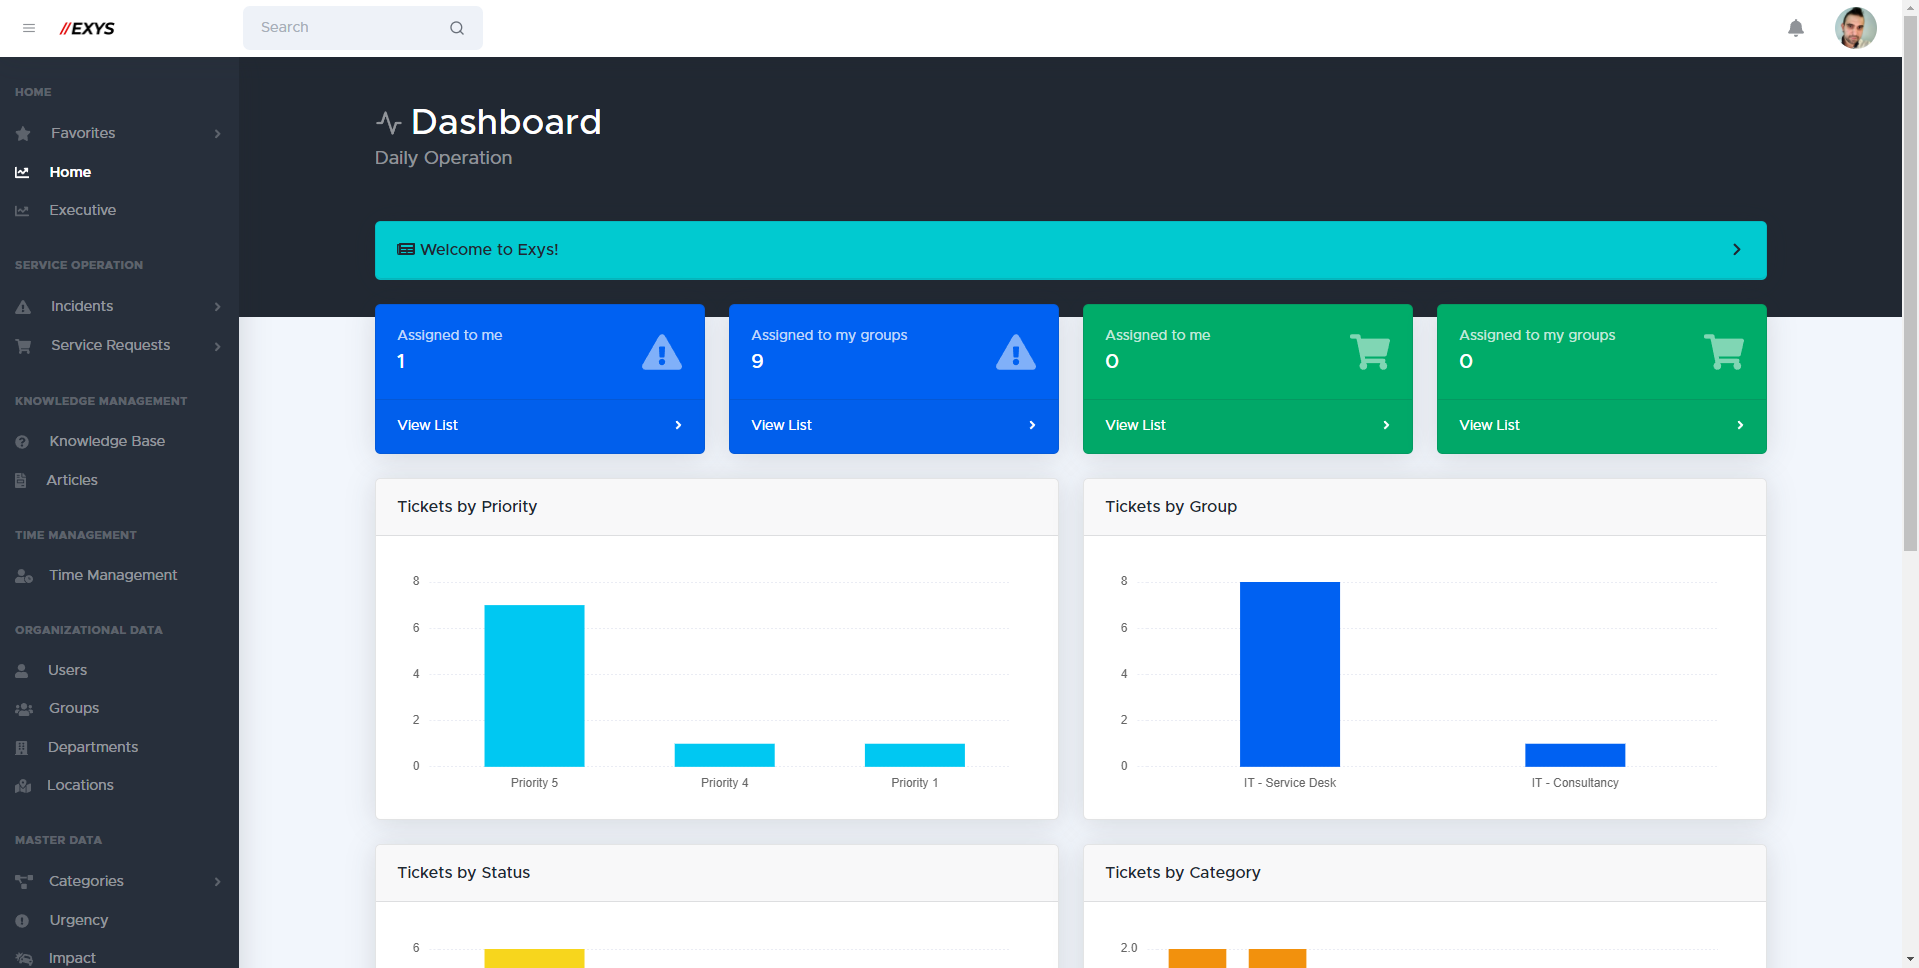 //EXYS
Search
HOME
Favorites
Home
Executive
SERVICE OPERATION
Incidents
Service Requests
KNOWLEDGE MANAGEMENT
Knowledge Base
Articles
TIME MANAGEMENT
Time Management
ORGANIZATIONAL DATA
Users
Groups
Departments
Locations
MASTER DATA
Categories
Urgency
Impact
Dashboard
Daily Operation
Welcome to Exys!
Assigned to me
1
View List
Assigned to my groups
9
View List
Assigned to me
0
View List
Assigned to my groups
0
View List
Tickets by Priority
8
6
4
2
0
Priority 5
Priority 4
Priority 1
Tickets by Group
8
6
4
2
0
IT - Service Desk
IT - Consultancy
Tickets by Status
6
Tickets by Category
2.0